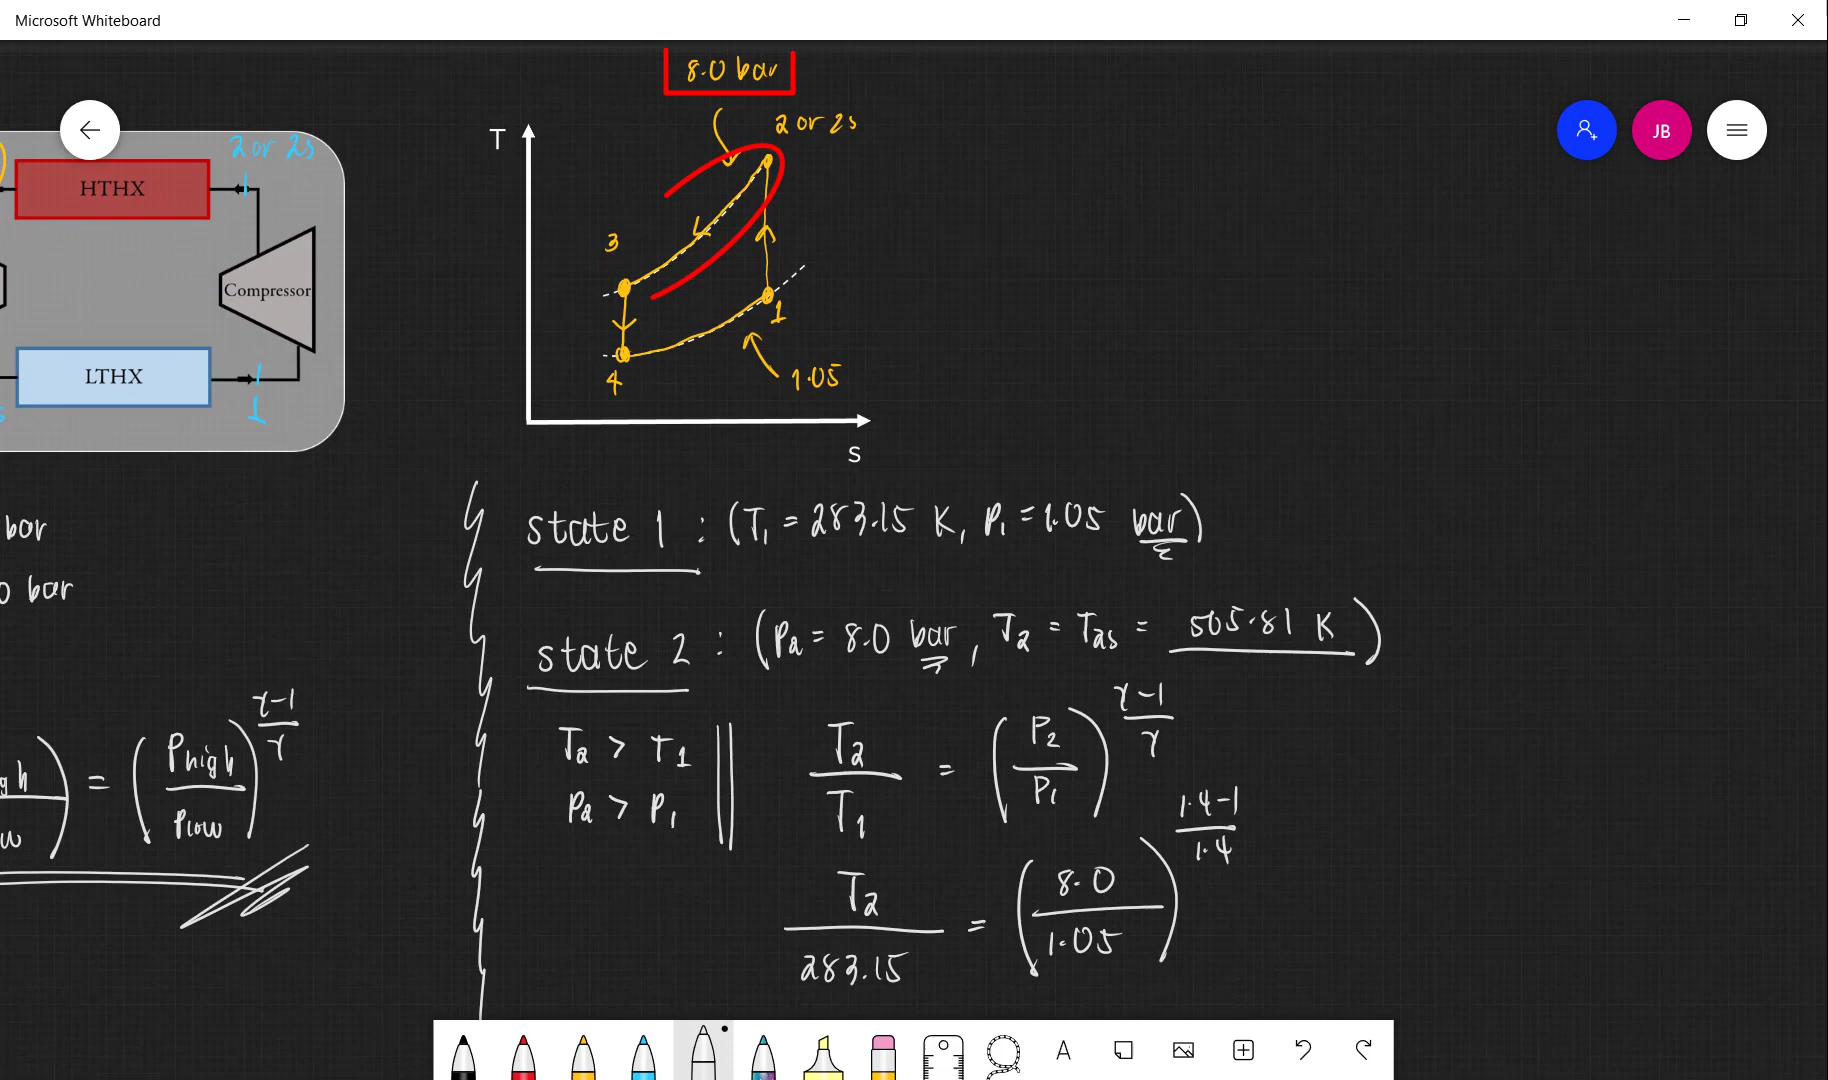 Microsoft Whiteboard
8.0 bar
2 or 2s
T
3
1
4
1.05
s
2 or 2s
HTHX
Compressor
LTHX
1
s
JB
bar
0 bar
gh
w
= (Phigh / Plow)^((γ-1)/γ)
state 1 : (T1 = 283.15 K, P1 = 1.05 bar)
state 2 : (P2 = 8.0 bar, T2 = T2s = 505.81 K)
T2 > T1
P2 > P1
T2 / T1 = (P2 / P1)^((γ-1)/γ)
T2 / 283.15 = (8.0 / 1.05)^((1.4-1)/1.4)
A